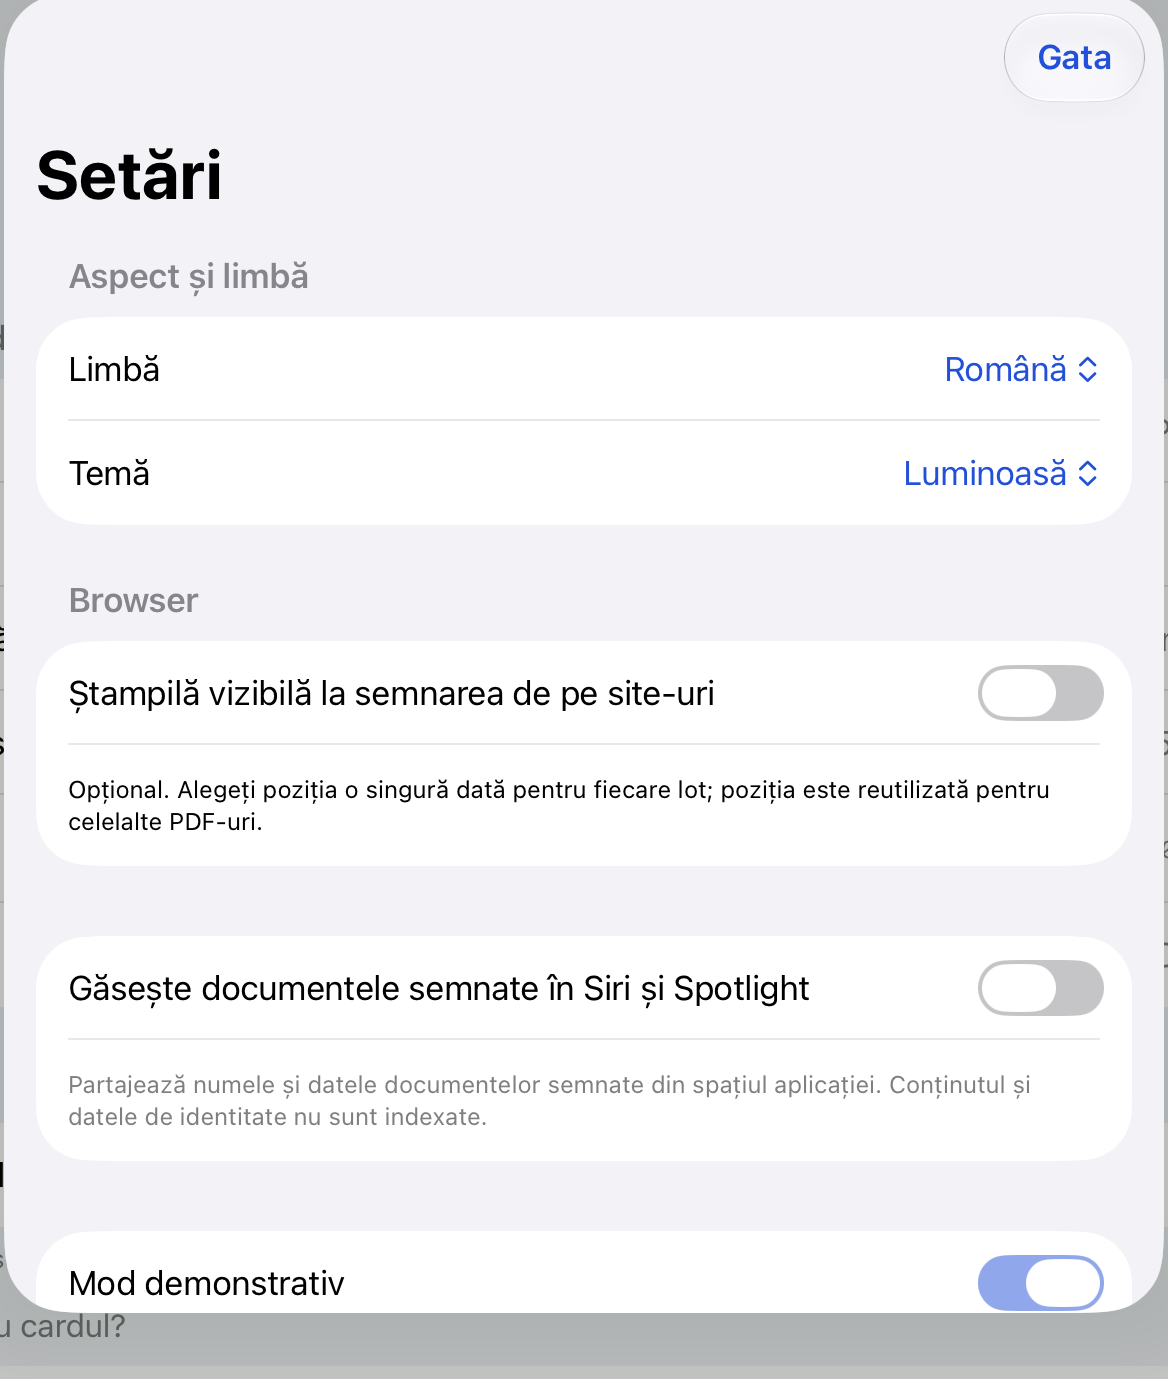 Gata
Setări
Aspect și limbă
Limbă
Română
Temă
Luminoasă
Browser
Ștampilă vizibilă la semnarea de pe site-uri
Opțional. Alegeți poziția o singură dată pentru fiecare lot; poziția este reutilizată pentru
celelalte PDF-uri.
Găsește documentele semnate în Siri și Spotlight
Partajează numele și datele documentelor semnate din spațiul aplicației. Conținutul și
datele de identitate nu sunt indexate.
Mod demonstrativ
cardul?